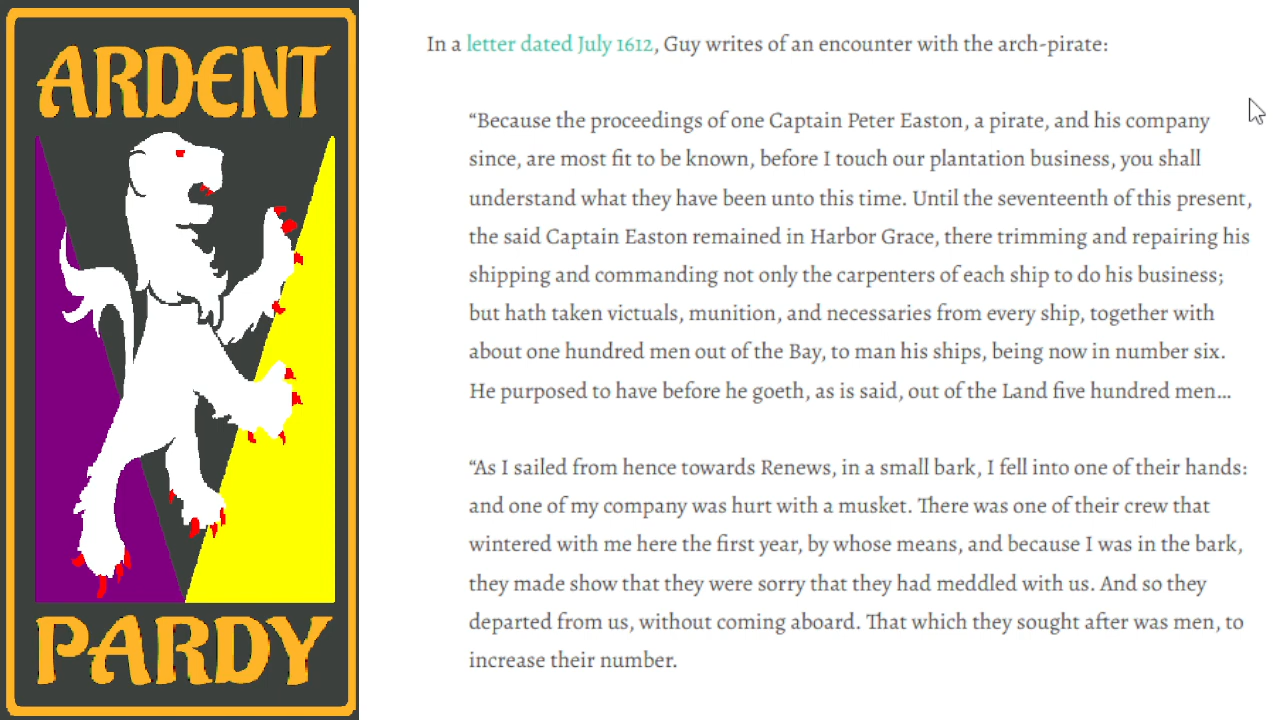 ARDENT
PARDY
In a letter dated July 1612, Guy writes of an encounter with the arch-pirate:
“Because the proceedings of one Captain Peter Easton, a pirate, and his company
since, are most fit to be known, before I touch our plantation business, you shall
understand what they have been unto this time. Until the seventeenth of this present,
the said Captain Easton remained in Harbor Grace, there trimming and repairing his
shipping and commanding not only the carpenters of each ship to do his business;
but hath taken victuals, munition, and necessaries from every ship, together with
about one hundred men out of the Bay, to man his ships, being now in number six.
He purposed to have before he goeth, as is said, out of the Land five hundred men…
“As I sailed from hence towards Renews, in a small bark, I fell into one of their hands:
and one of my company was hurt with a musket. There was one of their crew that
wintered with me here the first year, by whose means, and because I was in the bark,
they made show that they were sorry that they had meddled with us. And so they
departed from us, without coming aboard. That which they sought after was men, to
increase their number.